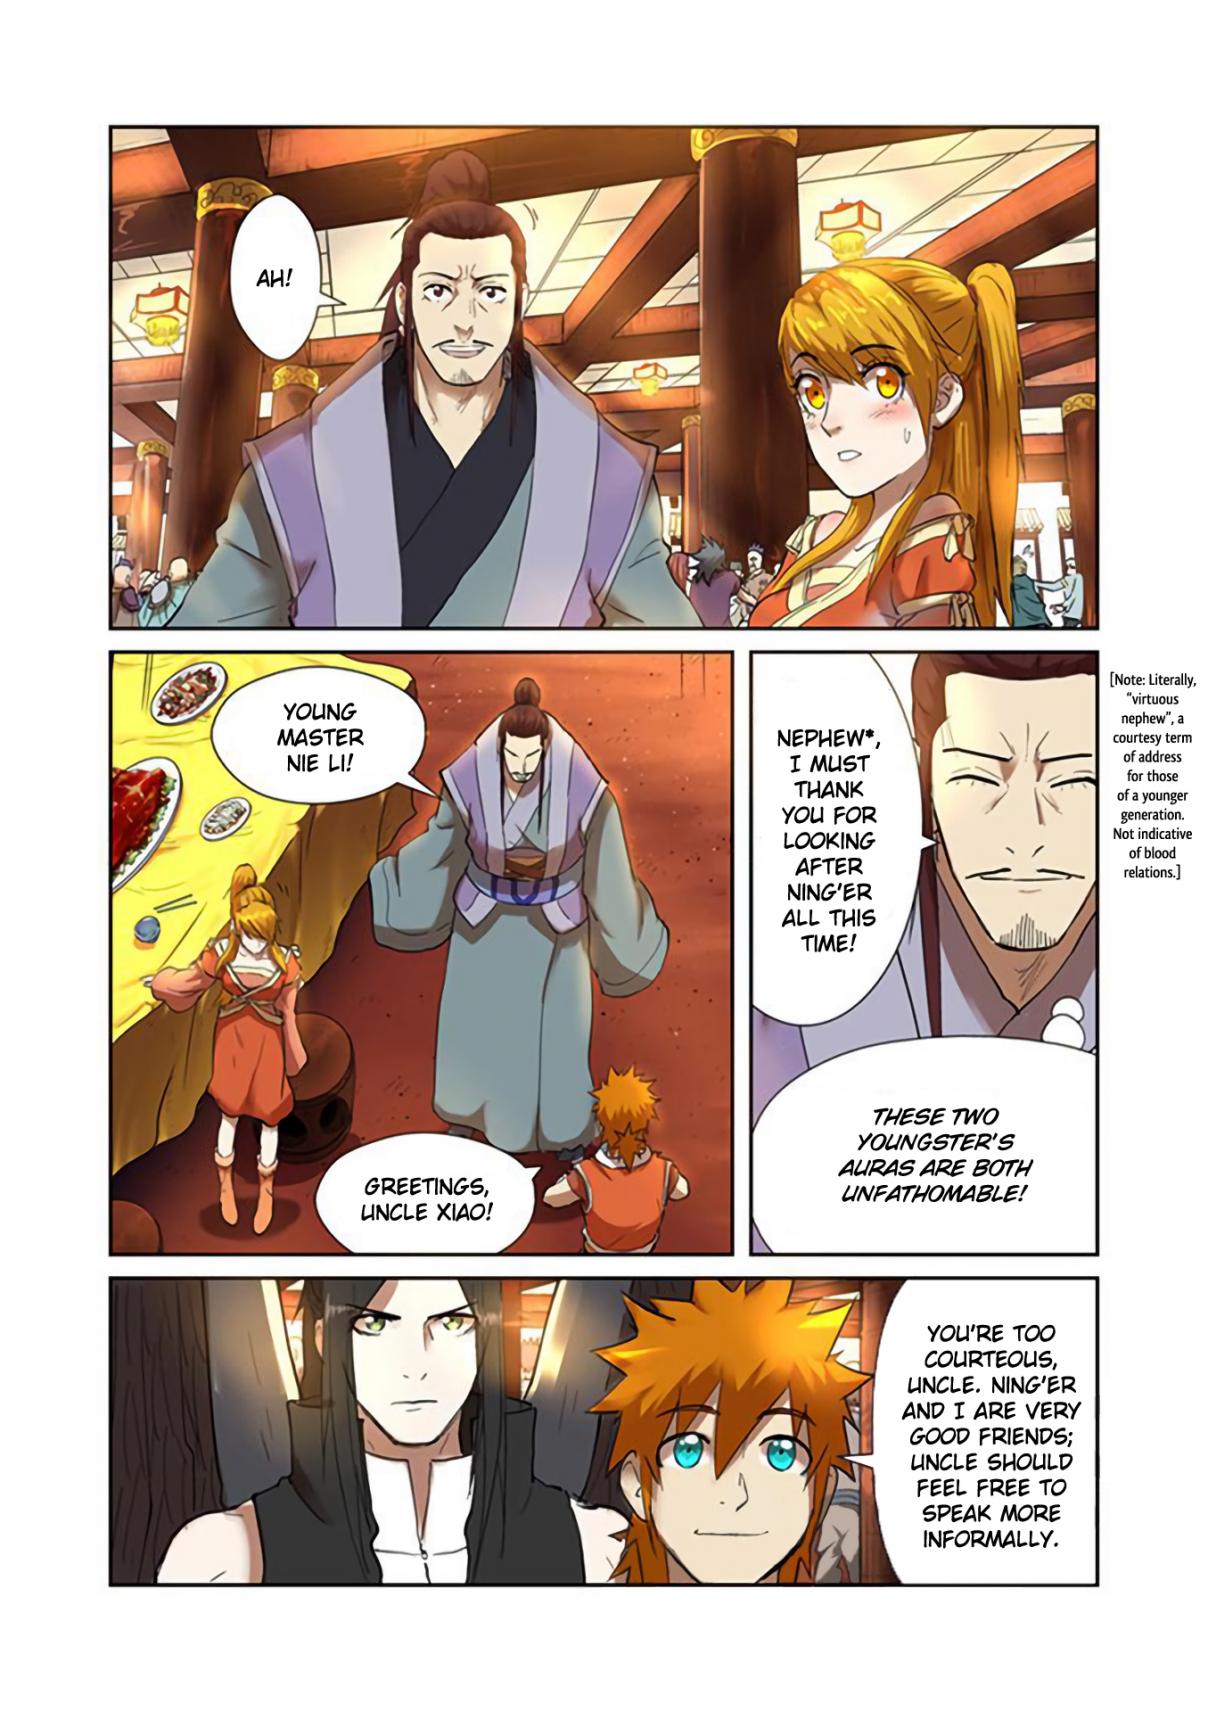 AH!
YOUNG
MASTER
NIE LI!
GREETINGS,
UNCLE XIAO!
NEPHEW*,
I MUST
THANK
YOU FOR
LOOKING
AFTER
NING'ER
ALL THIS
TIME!
[Note: Literally,
"virtuous
nephew", a
courtesy term
of address
for those
of a younger
generation.
Not indicative
of blood
relations.]
THESE TWO
YOUNGSTER'S
AURAS ARE BOTH
UNFATHOMABLE!
YOU'RE TOO
COURTEOUS,
UNCLE. NING'ER
AND I ARE VERY
GOOD FRIENDS;
UNCLE SHOULD
FEEL FREE TO
SPEAK MORE
INFORMALLY.